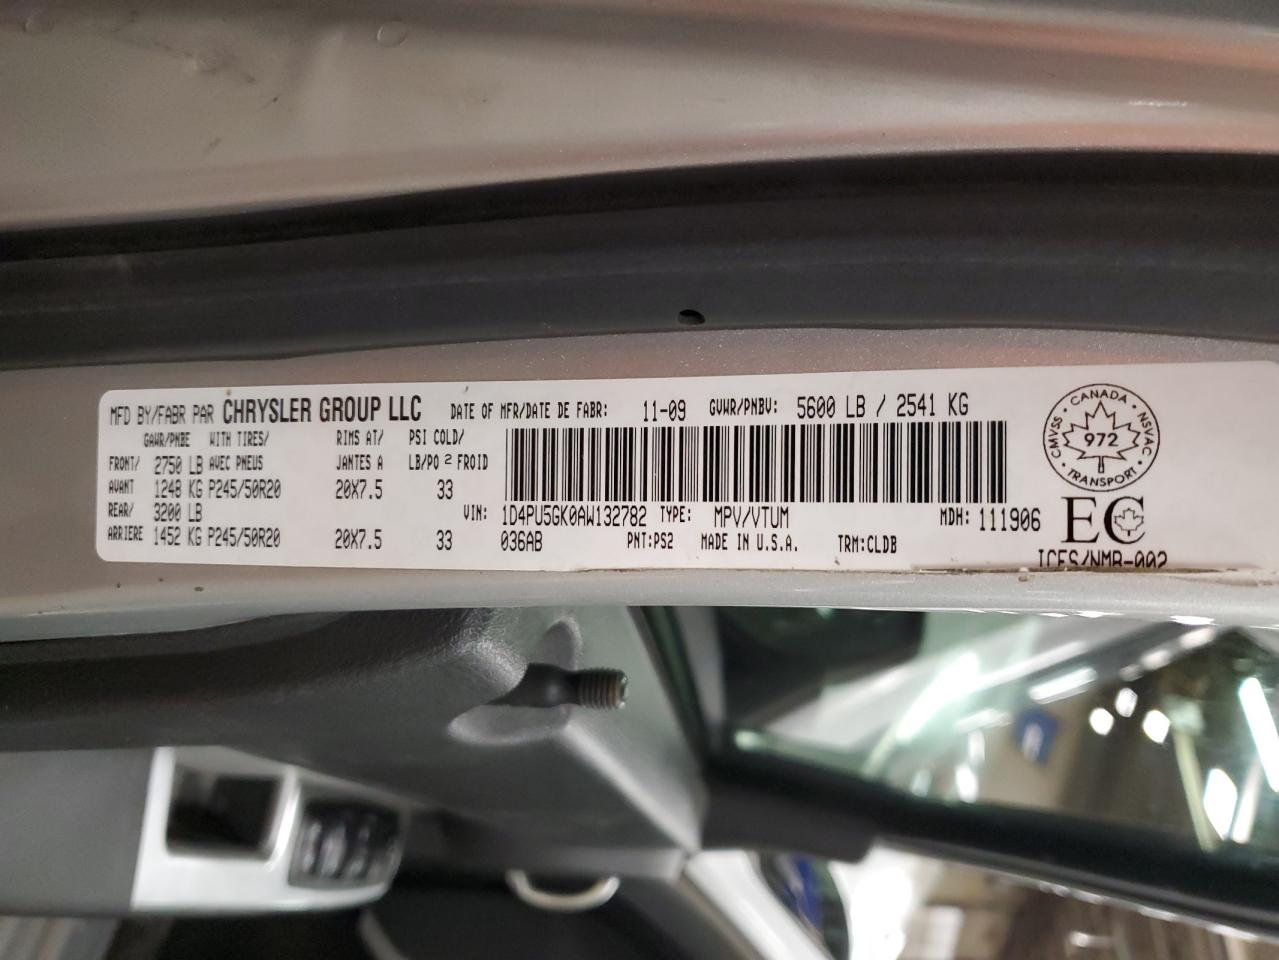 MFD BY/FABR PAR CHRYSLER GROUP LLC DATE OF MFR/DATE DE FABR: 11-09 GVWR/PNBV: 5600 LB / 2541 KG
GAWR/PNBE WITH TIRES/ RIMS AT/ PSI COLD/
FRONT/ 2750 LB AVEC PNEUS JANTES A LB/PO 2 FROID
AVANT 1248 KG P245/50R20 20X7.5 33
REAR/ 3200 LB VIN: 1D4PU5GK0AW132782 TYPE: MPV/VTUM MDH: 111906
ARRIERE 1452 KG P245/50R20 20X7.5 33 036AB PNT:PS2 MADE IN U.S.A. TRM:CLDB
CANADA
CMVSS 972 NSVAC
TRANSPORT
EC
ICES/NMB-002